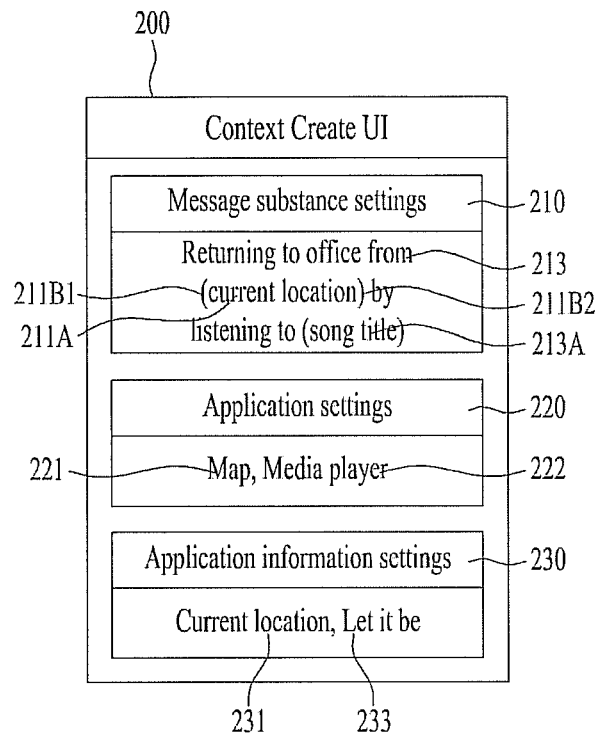 200
Context Create UI
Message substance settings 210
Returning to office from 213
211B1 (current location) by 211B2
211A listening to (song title) 213A
Application settings 220
221 Map, Media player 222
Application information settings 230
Current location, Let it be
231 233